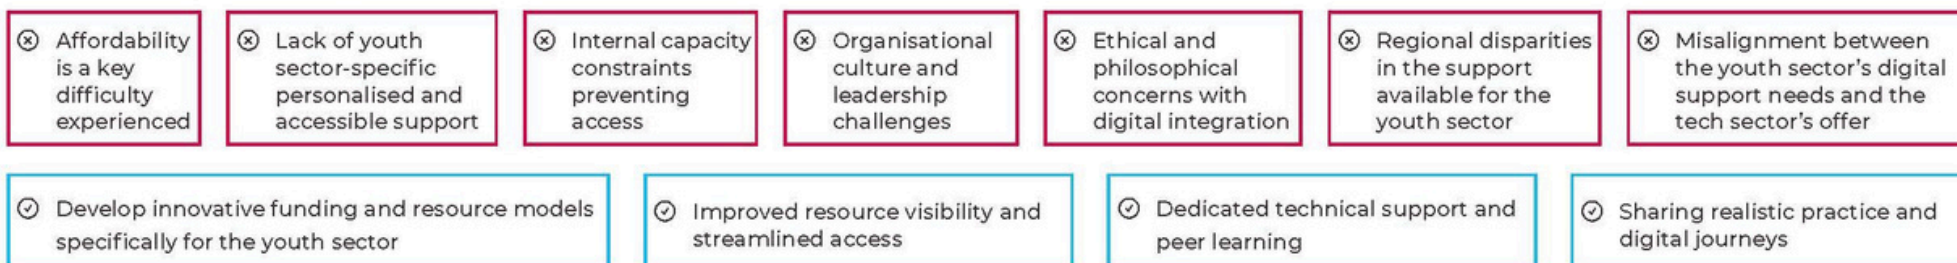 Affordability
is a key
difficulty
experienced
Lack of youth
sector-specific
personalised and
accessible support
Internal capacity
constraints
preventing
access
Organisational
culture and
leadership
challenges
Ethical and
philosophical
concerns with
digital integration
Regional disparities
in the support
available for the
youth sector
Misalignment between
the youth sector's digital
support needs and the
tech sector's offer
Develop innovative funding and resource models
specifically for the youth sector
Improved resource visibility and
streamlined access
Dedicated technical support and
peer learning
Sharing realistic practice and
digital journeys